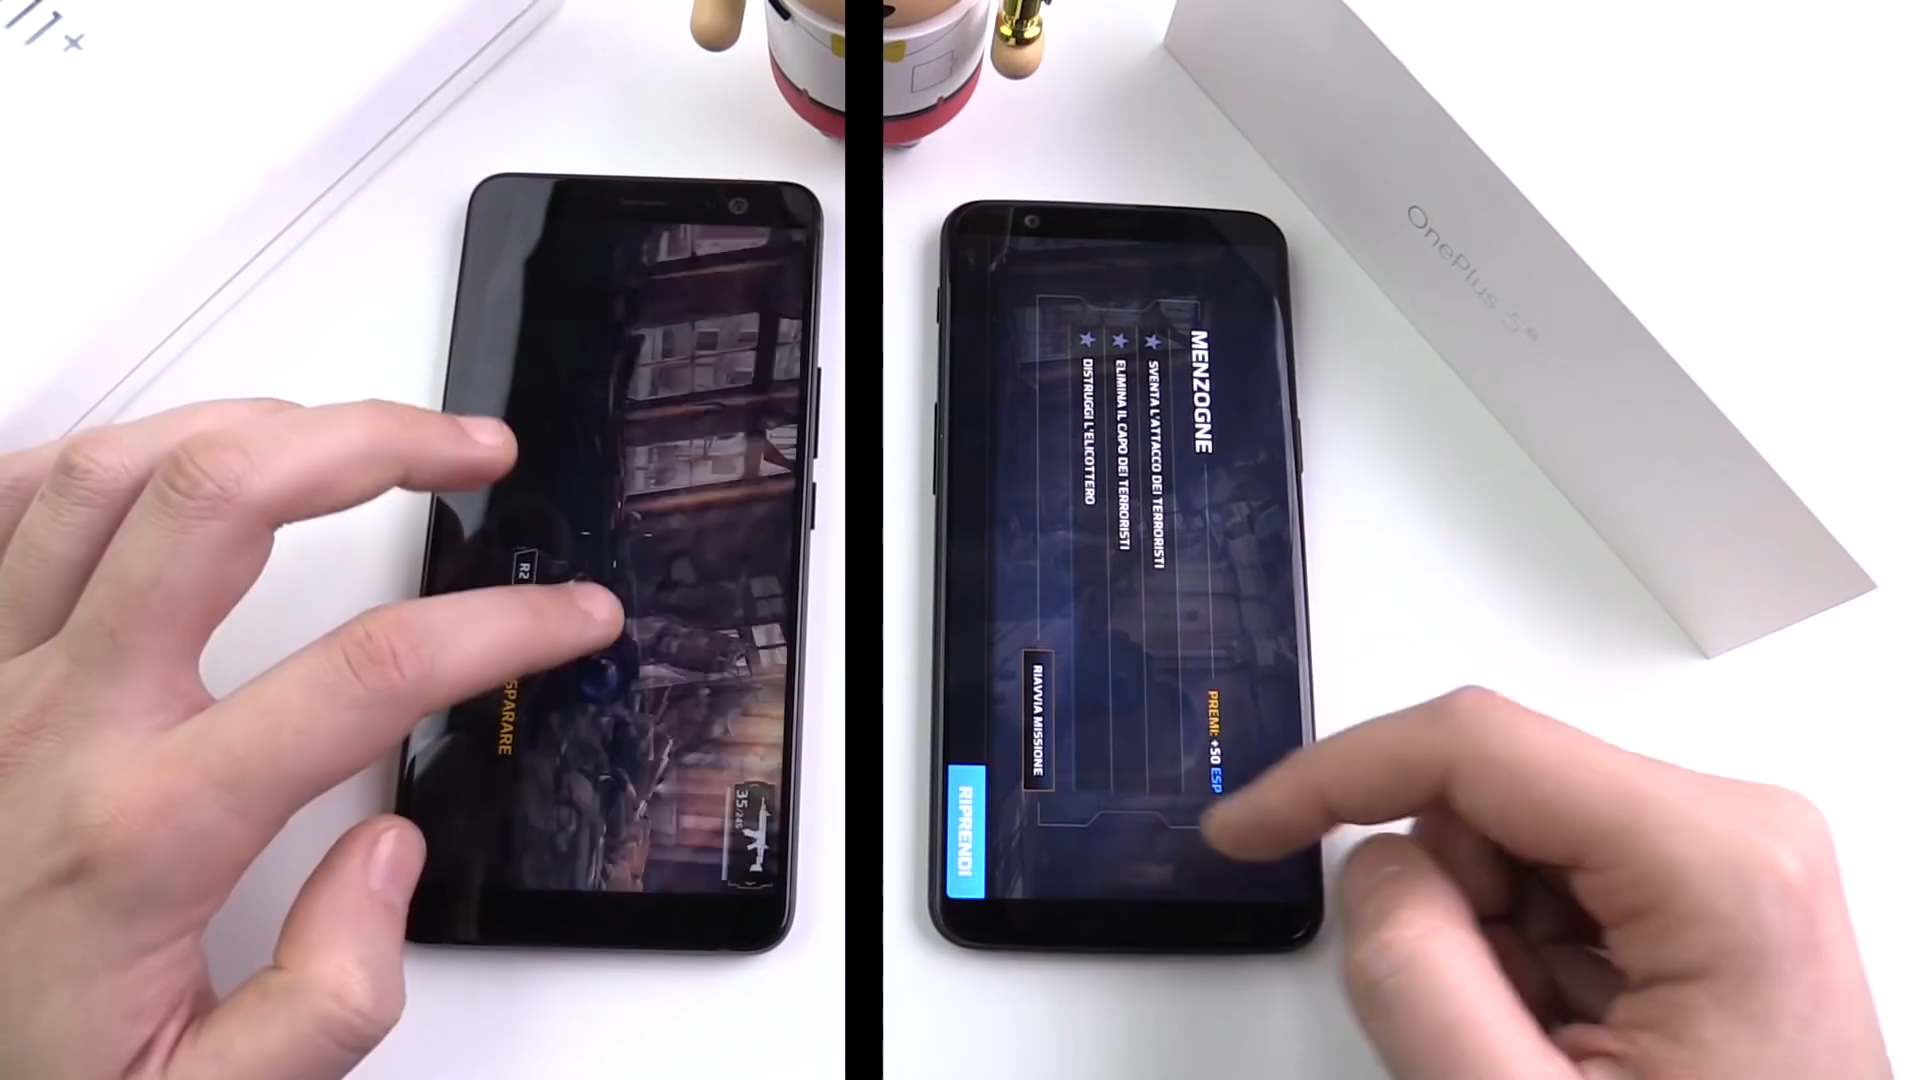 11+
R2
SPARARE
35/245
OnePlus 5
MENZOGNE
PREMI: +50 ESP
SVENTA L'ATTACCO DEI TERRORISTI
ELIMINA IL CAPO DEI TERRORISTI
DISTRUGGI L'ELICOTTERO
RIAVVIA MISSIONE
RIPRENDI